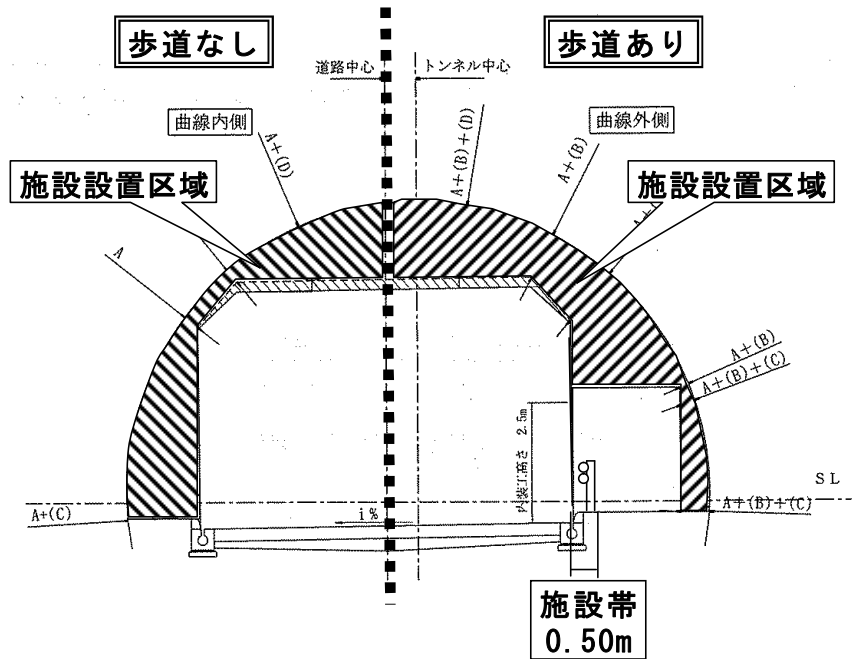 歩道なし
歩道あり
道路中心
トンネル中心
曲線内側
曲線外側
A+(D)
A+(B)+(D)
A+(B)
施設設置区域
施設設置区域
A
A+(B)
A+(B)+(C)
内装工高さ 2.5m
SL
A+(C)
i%
A+(B)+(C)
施設帯
0.50m